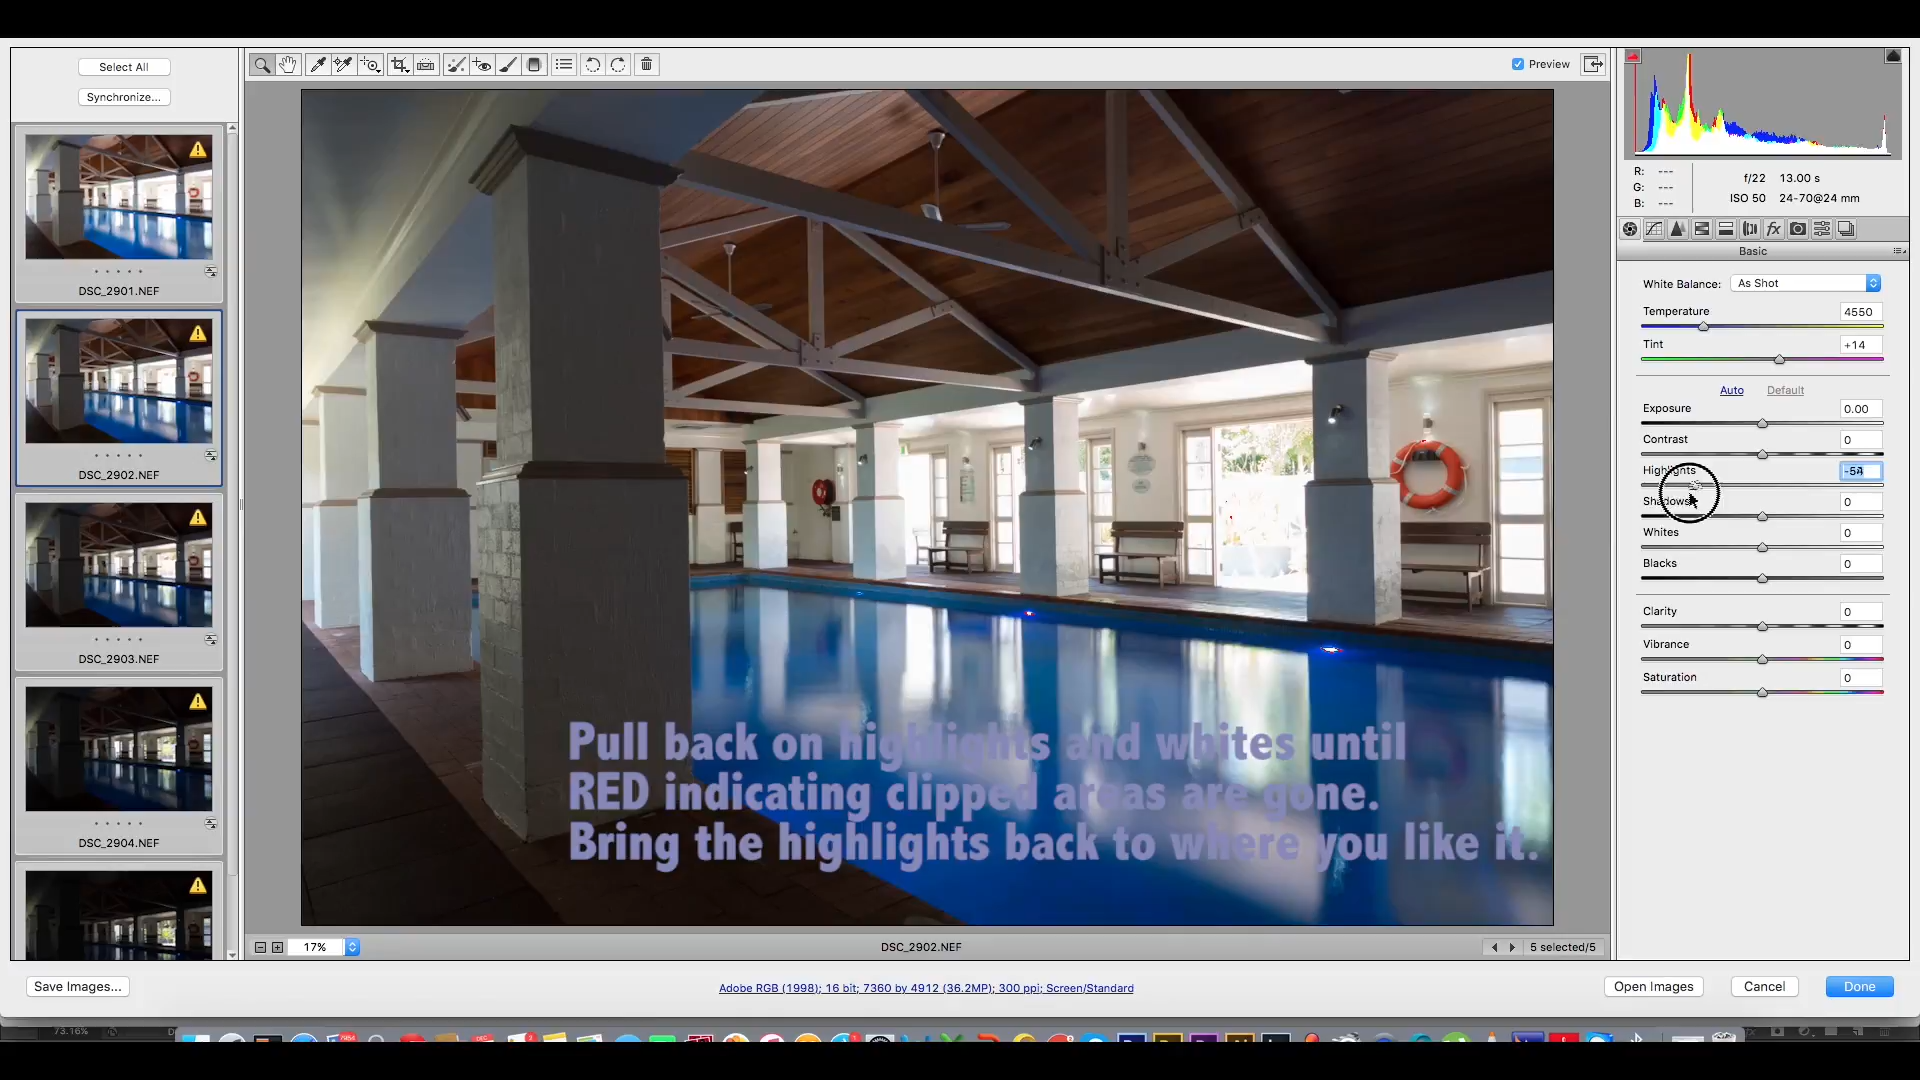 Select All
Synchronize...
DSC_2901.NEF
DSC_2902.NEF
DSC_2903.NEF
DSC_2904.NEF
Preview
R: ---
G: ---
B: ---
f/22 13.00 s
ISO 50 24-70@24 mm
Basic
White Balance: As Shot
Temperature 4550
Tint +14
Auto Default
Exposure 0.00
Contrast 0
Highlights -54
Shadows 0
Whites 0
Blacks 0
Clarity 0
Vibrance 0
Saturation 0
Pull back on highlights and whites until
RED indicating clipped areas are gone.
Bring the highlights back to where you like it.
17%
DSC_2902.NEF
5 selected/5
Save Images...
Adobe RGB (1998); 16 bit; 7360 by 4912 (36.2MP); 300 ppi; Screen/Standard
Open Images
Cancel
Done
73.16%